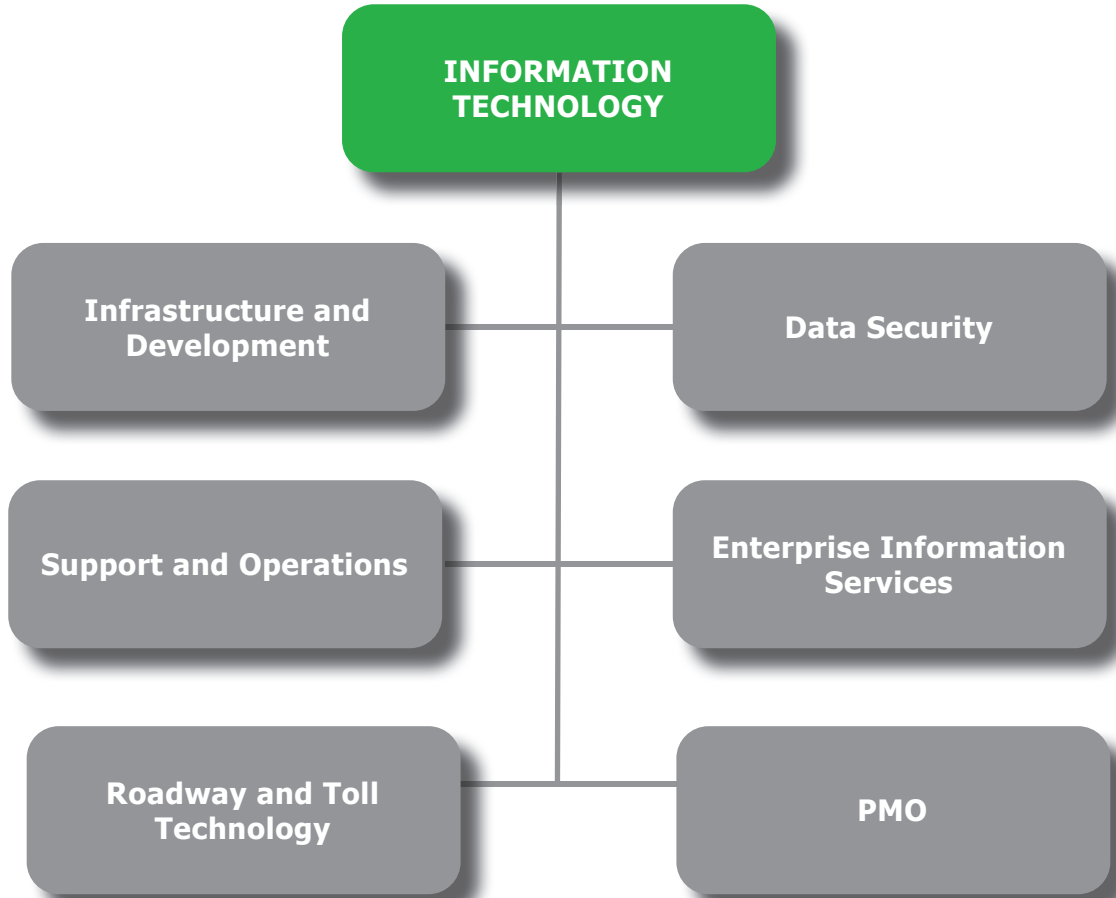 INFORMATION
TECHNOLOGY
Infrastructure and
Development
Data Security
Support and Operations
Enterprise Information
Services
Roadway and Toll
Technology
PMO